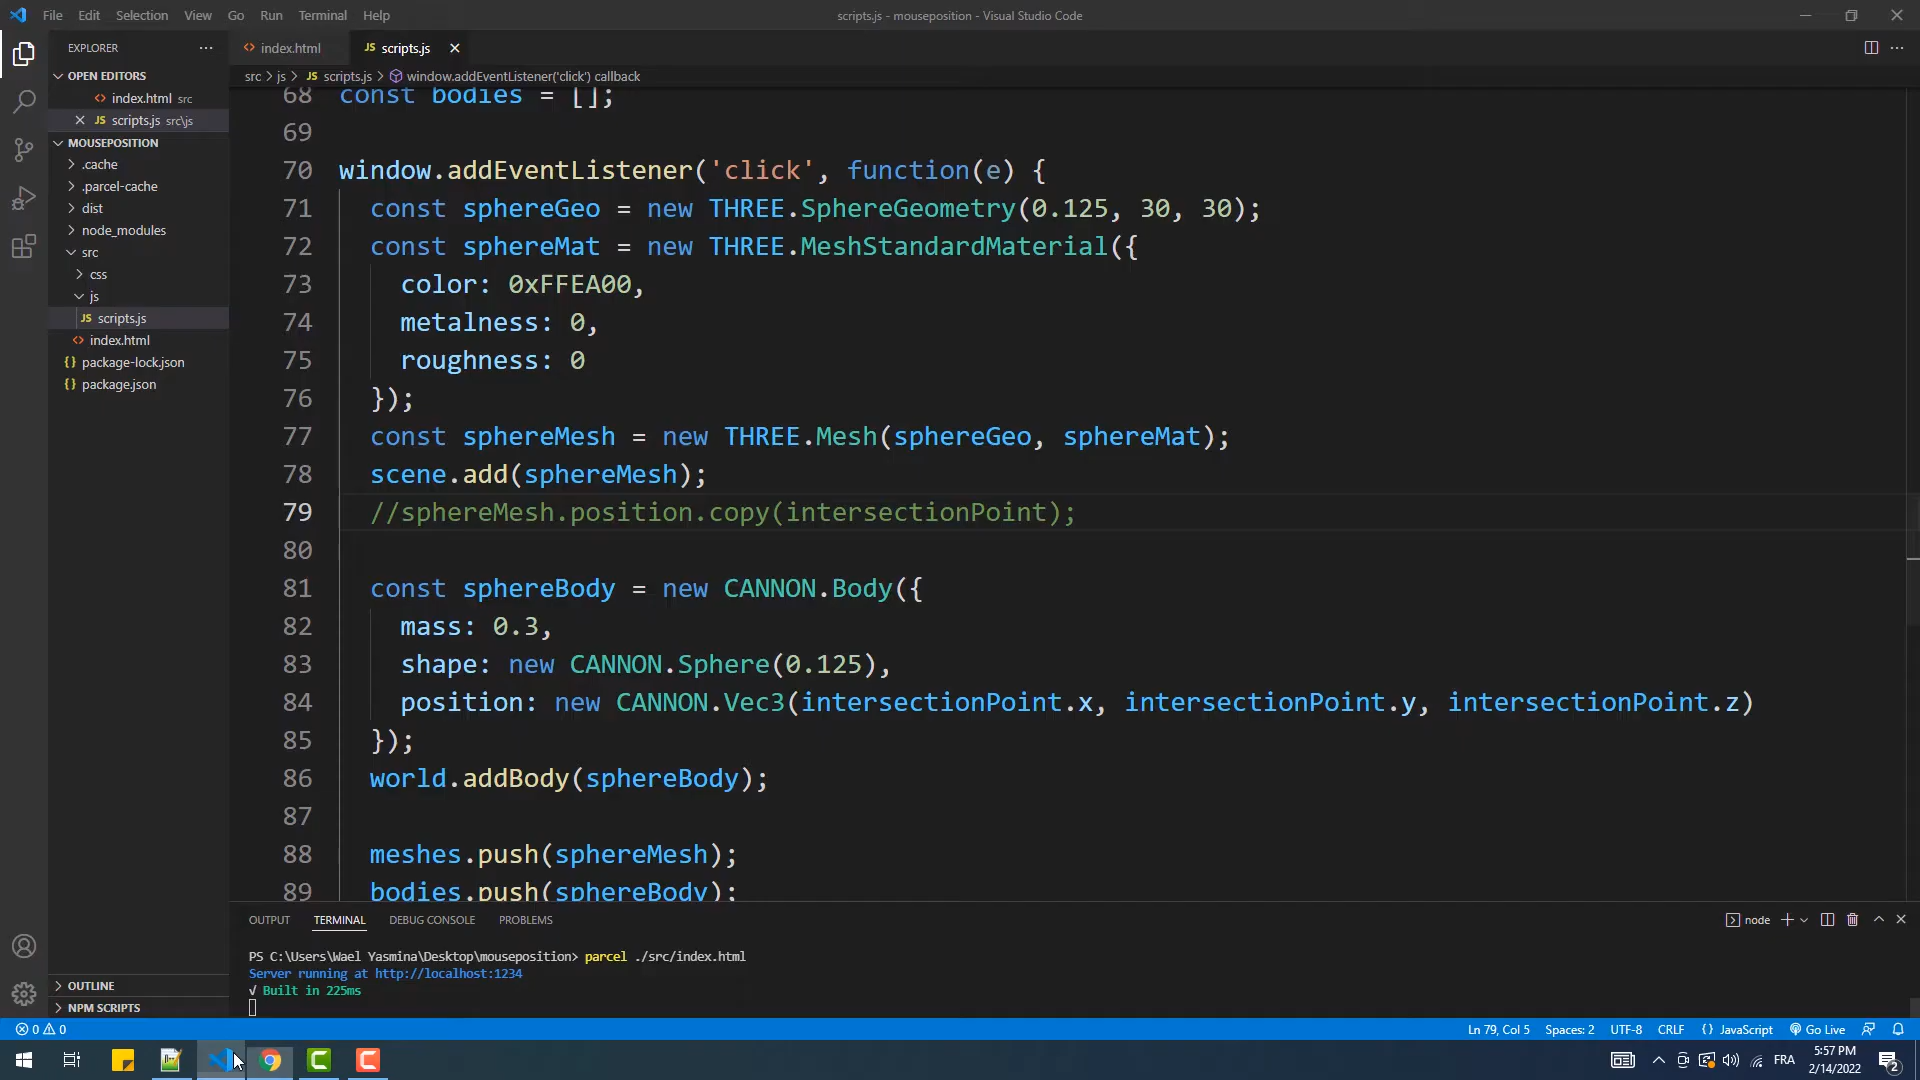 File Edit Selection View Go Run Terminal Help
scripts.js - mouseposition - Visual Studio Code
EXPLORER
OPEN EDITORS
index.html src
scripts.js src\js
MOUSEPOSITION
.cache
.parcel-cache
dist
node_modules
src
css
js
scripts.js
index.html
package-lock.json
package.json
OUTLINE
NPM SCRIPTS
index.html
JS scripts.js
src > js > JS scripts.js > window.addEventListener('click') callback
68 const bodies = [];
69
70 window.addEventListener('click', function(e) {
71 const sphereGeo = new THREE.SphereGeometry(0.125, 30, 30);
72 const sphereMat = new THREE.MeshStandardMaterial({
73 color: 0xFFEA00,
74 metalness: 0,
75 roughness: 0
76 });
77 const sphereMesh = new THREE.Mesh(sphereGeo, sphereMat);
78 scene.add(sphereMesh);
79 //sphereMesh.position.copy(intersectionPoint);
80
81 const sphereBody = new CANNON.Body({
82 mass: 0.3,
83 shape: new CANNON.Sphere(0.125),
84 position: new CANNON.Vec3(intersectionPoint.x, intersectionPoint.y, intersectionPoint.z)
85 });
86 world.addBody(sphereBody);
87
88 meshes.push(sphereMesh);
89 bodies.push(sphereBody);
OUTPUT TERMINAL DEBUG CONSOLE PROBLEMS
node
PS C:\Users\Wael Yasmina\Desktop\mouseposition> parcel ./src/index.html
Server running at http://localhost:1234
√ Built in 225ms
0 0
Ln 79, Col 5 Spaces: 2 UTF-8 CRLF {} JavaScript Go Live
FRA
5:57 PM
2/14/2022
2